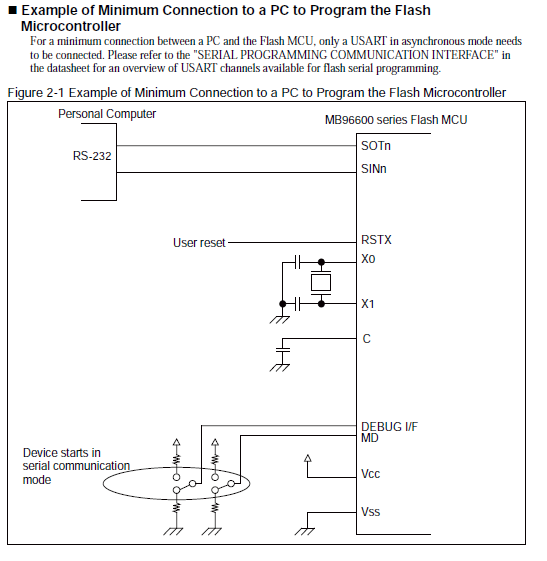 ■ Example of Minimum Connection to a PC to Program the Flash
Microcontroller
For a minimum connection between a PC and the Flash MCU, only a USART in asynchronous mode needs
to be connected. Please refer to the "SERIAL PROGRAMMING COMMUNICATION INTERFACE" in
the datasheet for an overview of USART channels available for flash serial programming.
Figure 2-1 Example of Minimum Connection to a PC to Program the Flash Microcontroller
Personal Computer
MB96600 series Flash MCU
RS-232
SOTn
SINn
User reset
RSTX
X0
X1
C
DEBUG I/F
MD
Device starts in
serial communication
mode
Vcc
Vss